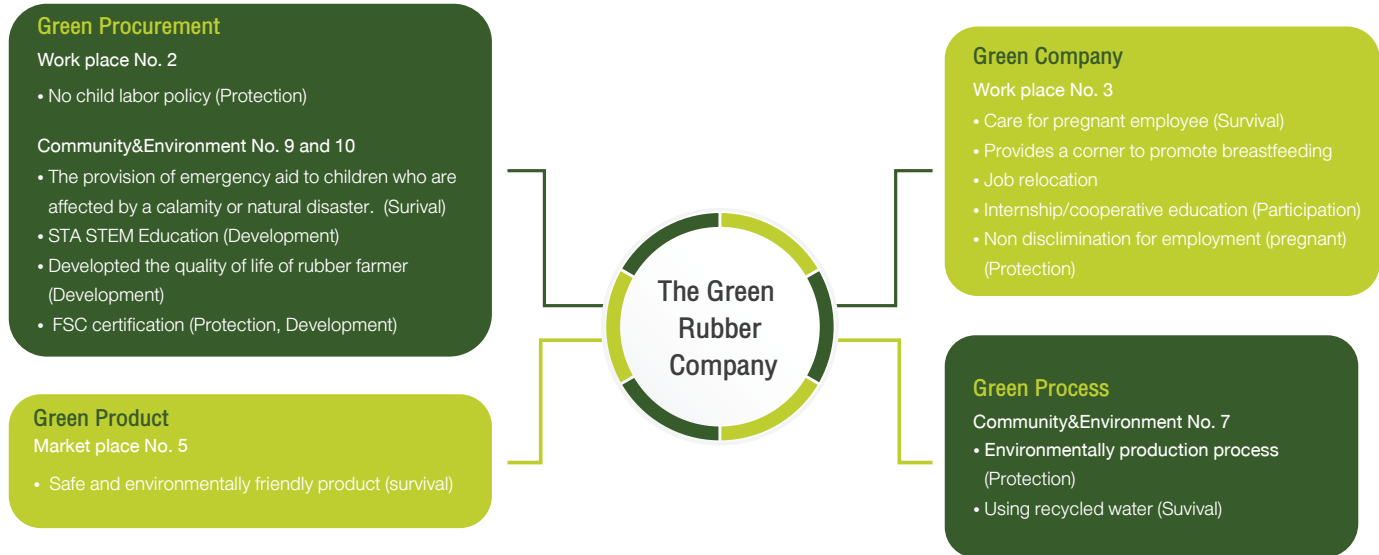 Green Procurement
Work place No. 2
• No child labor policy (Protection)
Community&Environment No. 9 and 10
• The provision of emergency aid to children who are
affected by a calamity or natural disaster.  (Surival)
• STA STEM Education (Development)
• Developted the quality of life of rubber farmer
(Development)
• FSC certification (Protection, Development)
Green Product
Market place No. 5
• Safe and environmentally friendly product (survival)
The Green
Rubber
Company
Green Company
Work place No. 3
• Care for pregnant employee (Survival)
• Provides a corner to promote breastfeeding
• Job relocation
• Internship/cooperative education (Participation)
• Non disclimination for employment (pregnant)
(Protection)
Green Process
Community&Environment No. 7
• Environmentally production process
(Protection)
• Using recycled water (Suvival)